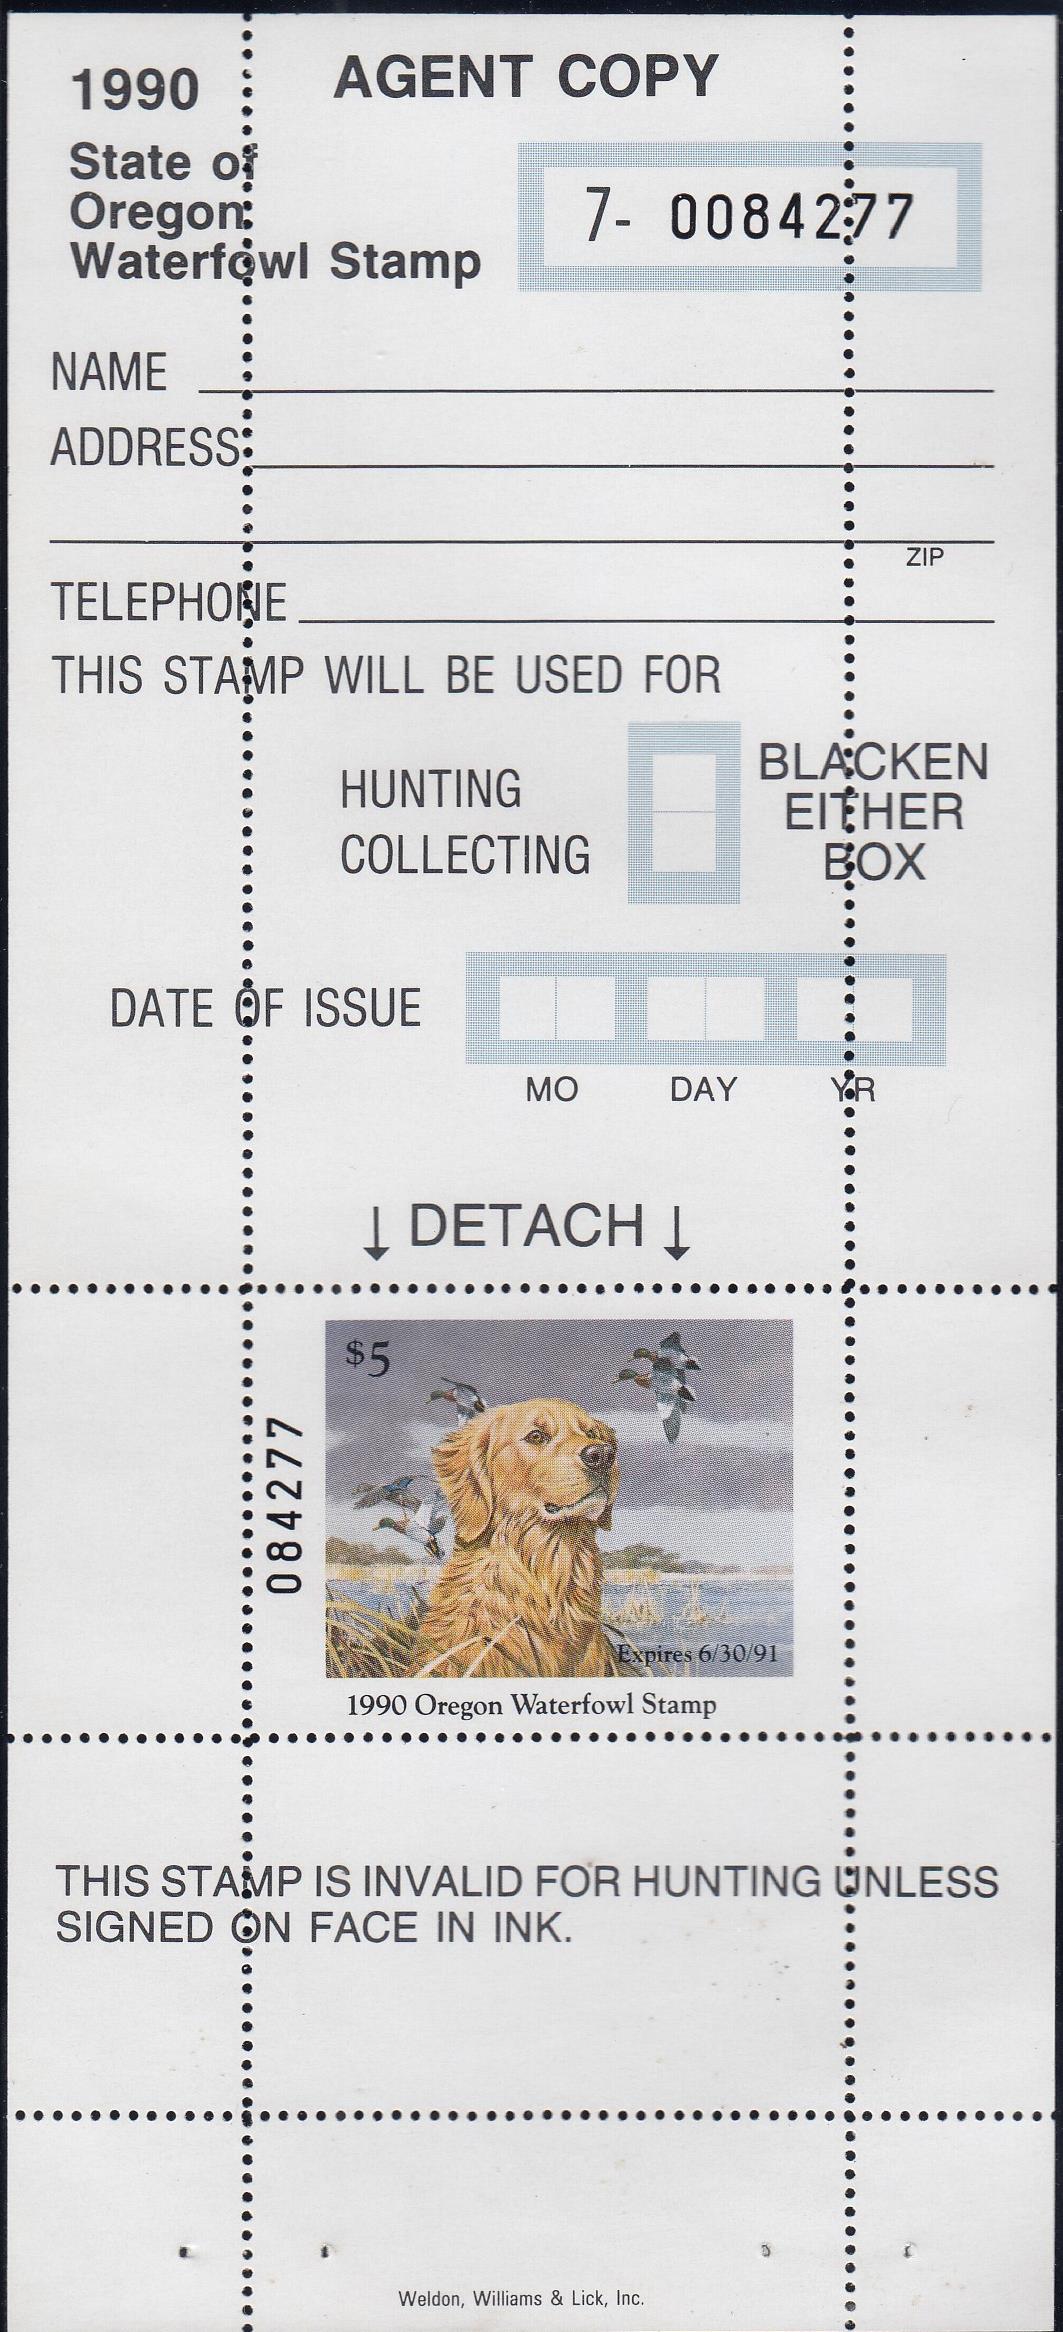 1990
AGENT COPY
State of
Oregon
Waterfowl Stamp
7- 0084277
NAME
ADDRESS
ZIP
TELEPHONE
THIS STAMP WILL BE USED FOR
HUNTING
COLLECTING
BLACKEN
EITHER
BOX
DATE OF ISSUE
MO DAY YR
↓ DETACH ↓
$5
084277
Expires 6/30/91
1990 Oregon Waterfowl Stamp
THIS STAMP IS INVALID FOR HUNTING UNLESS
SIGNED ON FACE IN INK.
Weldon, Williams & Lick, Inc.